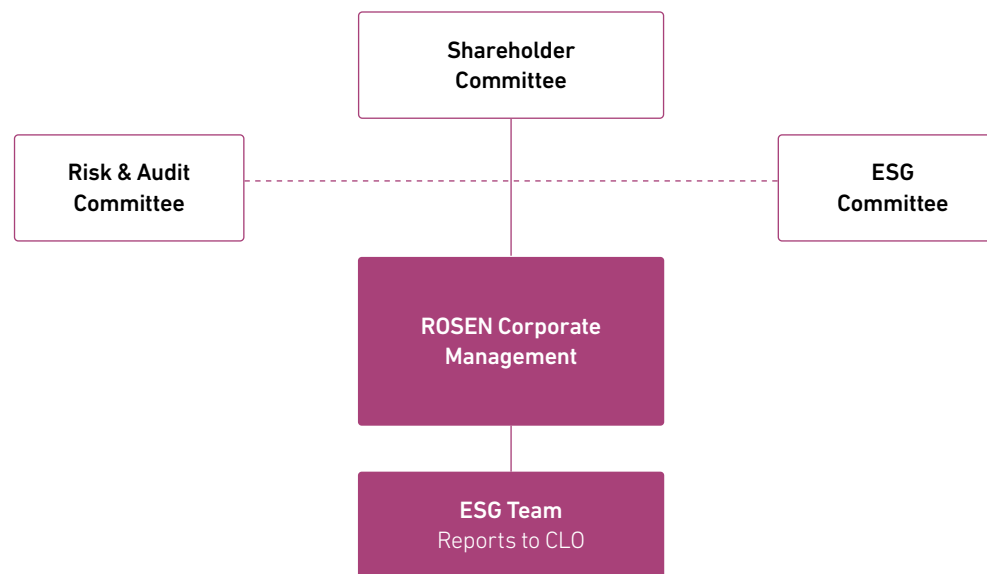 Shareholder
Committee
Risk & Audit
Committee
ESG
Committee
ROSEN Corporate
Management
ESG Team
Reports to CLO